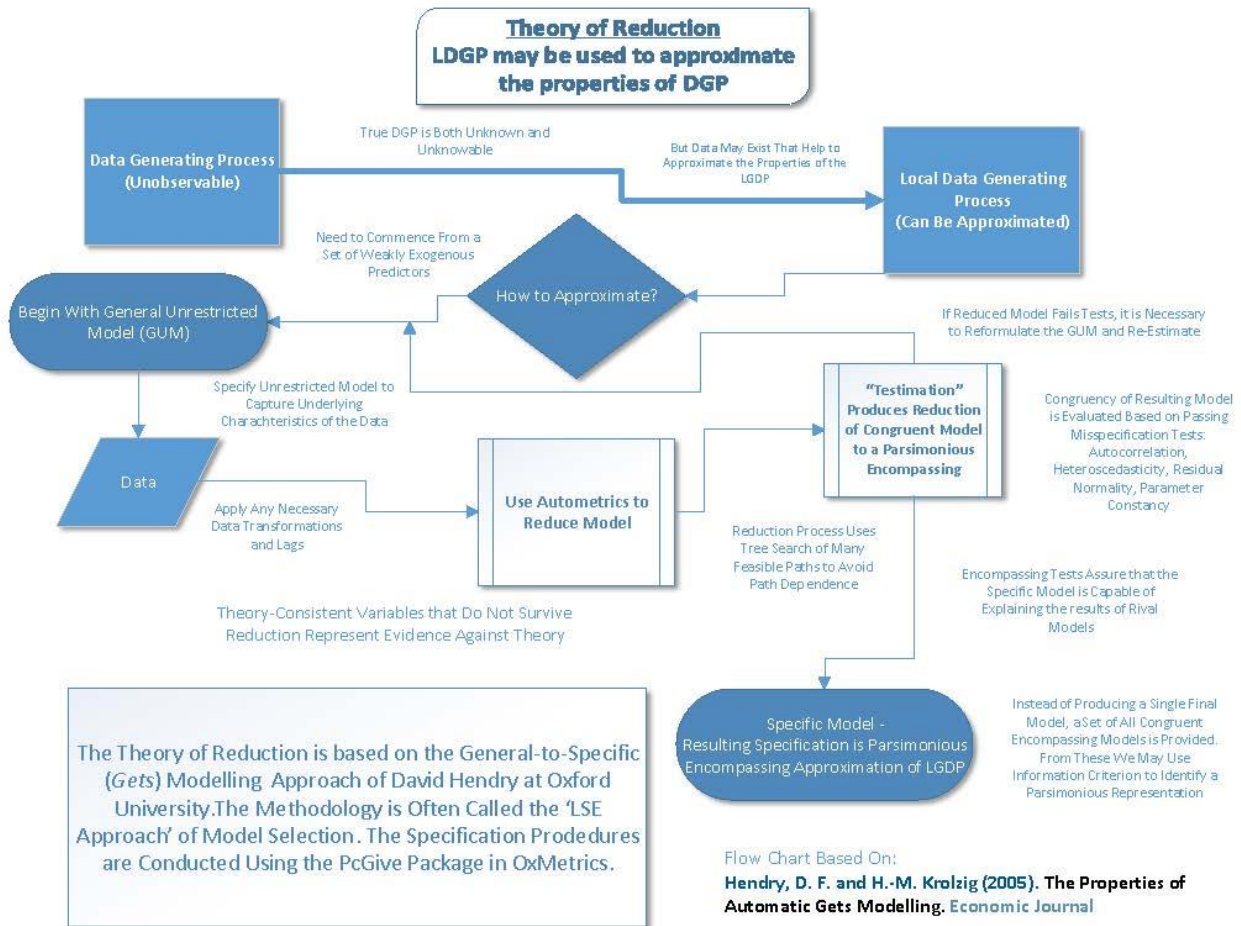 Theory of Reduction
LDGP may be used to approximate
the properties of DGP
True DGP is Both Unknown and
Unknowable
But Data May Exist That Help to
Approximate the Properties of the
LGDP
Data Generating Process
(Unobservable)
Local Data Generating
Process
(Can Be Approximated)
Need to Commence From a
Set of Weakly Exogenous
Predictors
How to Approximate?
Begin With General Unrestricted
Model (GUM)
If Reduced Model Fails Tests, it is Necessary
to Reformulate the GUM and Re-Estimate
Specify Unrestricted Model to
Capture Underlying
Charachteristics of the Data
"Testimation"
Produces Reduction
of Congruent Model
to a Parsimonious
Encompassing
Congruency of Resulting Model
is Evaluated Based on Passing
Misspecification Tests:
Autocorrelation,
Heteroscedasticity, Residual
Normality, Parameter
Constancy
Data
Apply Any Necessary
Data Transformations
and Lags
Use Autometrics to
Reduce Model
Reduction Process Uses
Tree Search of Many
Feasible Paths to Avoid
Path Dependence
Encompassing Tests Assure that the
Specific Model is Capable of
Explaining the results of Rival
Models
Theory-Consistent Variables that Do Not Survive
Reduction Represent Evidence Against Theory
Specific Model -
Resulting Specification is Parsimonious
Encompassing Approximation of LGDP
Instead of Producing a Single Final
Model, a Set of All Congruent
Encompassing Models is Provided.
From These We May Use
Information Criterion to Identify a
Parsimonious Representation
The Theory of Reduction is based on the General-to-Specific
(Gets) Modelling Approach of David Hendry at Oxford
University.The Methodology is Often Called the 'LSE
Approach' of Model Selection. The Specification Prodedures
are Conducted Using the PcGive Package in OxMetrics.
Flow Chart Based On:
Hendry, D. F. and H.-M. Krolzig (2005). The Properties of
Automatic Gets Modelling. Economic Journal